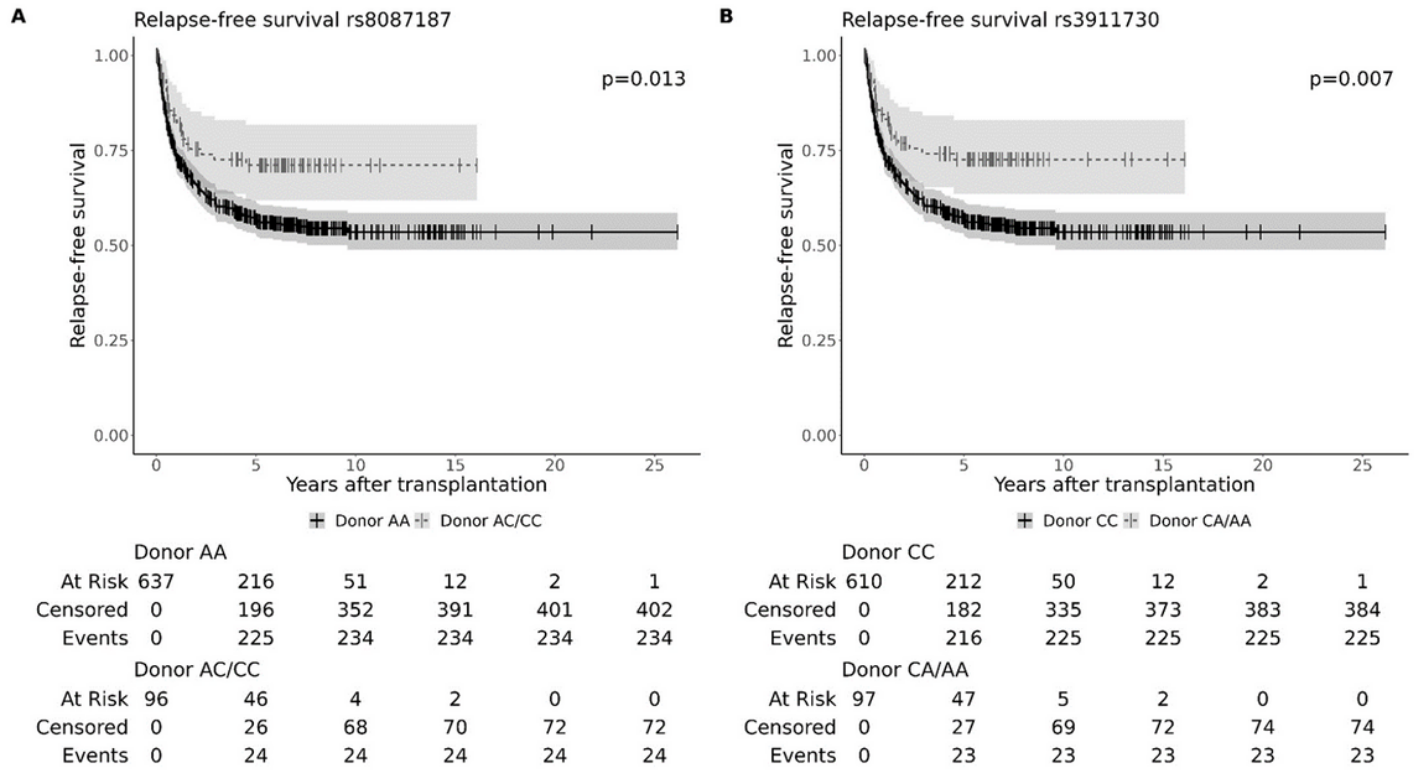 A
Relapse-free survival rs8087187
p=0.013
Relapse-free survival
1.00
0.75
0.50
0.25
0.00
0 5 10 15 20 25
Years after transplantation
Donor AA Donor AC/CC
Donor AA
At Risk 637 216 51 12 2 1
Censored 0 196 352 391 401 402
Events 0 225 234 234 234 234
Donor AC/CC
At Risk 96 46 4 2 0 0
Censored 0 26 68 70 72 72
Events 0 24 24 24 24 24
B
Relapse-free survival rs3911730
p=0.007
Relapse-free survival
1.00
0.75
0.50
0.25
0.00
0 5 10 15 20 25
Years after transplantation
Donor CC Donor CA/AA
Donor CC
At Risk 610 212 50 12 2 1
Censored 0 182 335 373 383 384
Events 0 216 225 225 225 225
Donor CA/AA
At Risk 97 47 5 2 0 0
Censored 0 27 69 72 74 74
Events 0 23 23 23 23 23